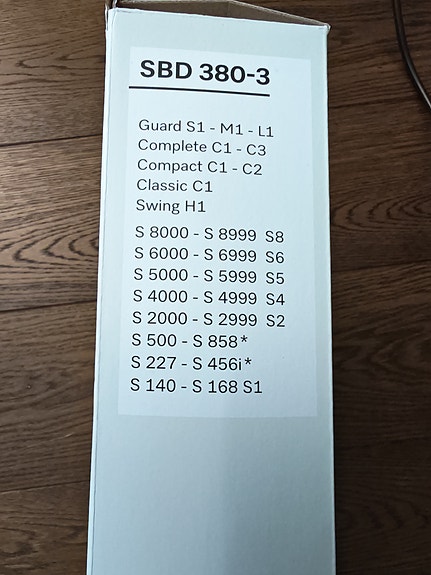 SBD 380-3
Guard S1 - M1 - L1
Complete C1 - C3
Compact C1 - C2
Classic C1
Swing H1
S 8000 - S 8999 S8
S 6000 - S 6999 S6
S 5000 - S 5999 S5
S 4000 - S 4999 S4
S 2000 - S 2999 S2
S 500 - S 858*
S 227 - S 456i*
S 140 - S 168 S1